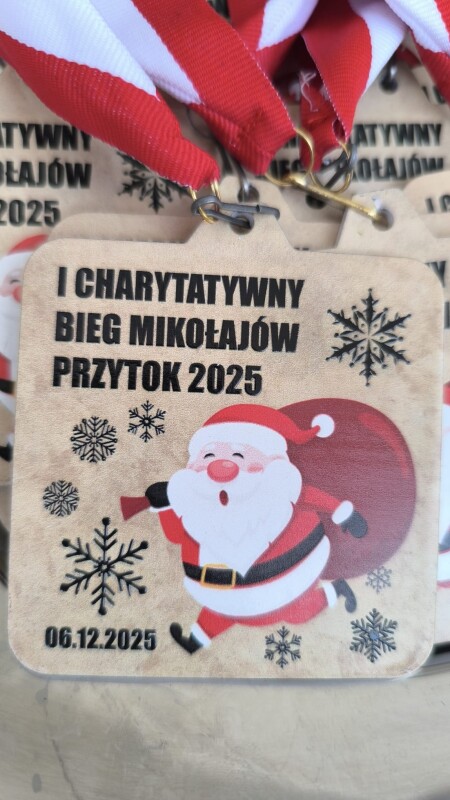 I CHARYTATYWNY
BIEG MIKOŁAJÓW
PRZYTOK 2025
06.12.2025